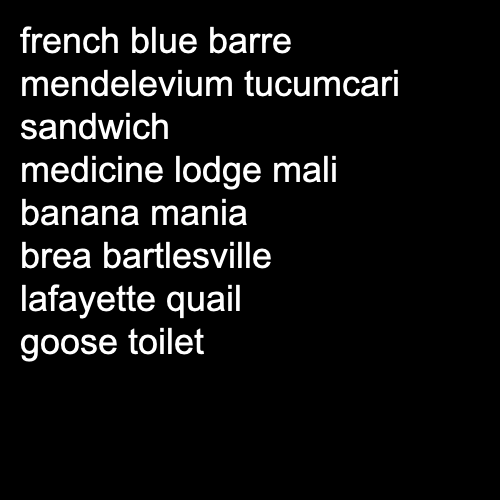 french blue barre
mendelevium tucumcari
sandwich
medicine lodge mali
banana mania
brea bartlesville
lafayette quail
goose toilet